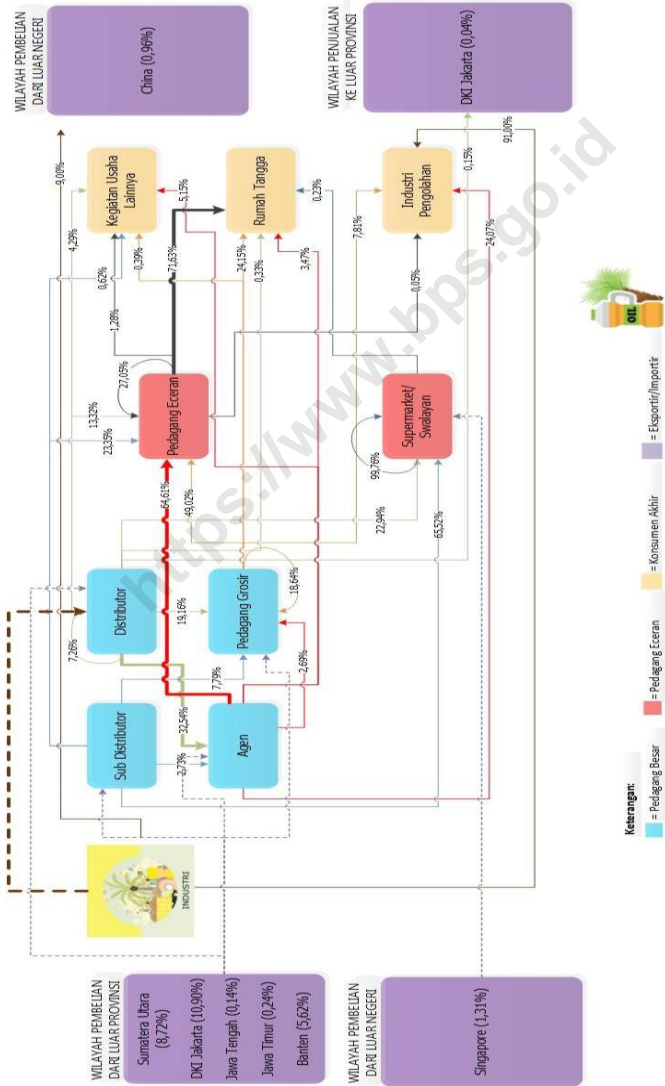 WILAYAH PEMBELIAN
DARI LUAR PROVINSI
Sumatera Utara
(8,72%)
DKI Jakarta (10,90%)
Jawa Tengah (0,14%)
Jawa Timur (0,24%)
Banten (5,62%)
WILAYAH PEMBELIAN
DARI LUAR NEGERI
Singapore (1,31%)
INDUSTRI
Sub Distributor
Distributor
7,26%
32,54%
2,73%
7,79%
19,16%
Agen
Pedagang Grosir
18,64%
2,69%
13,32%
23,35%
64,61%
49,02%
22,94%
65,52%
27,05%
Pedagang Eceran
99,76%
Supermarket/
Swalayan
9,00%
4,29%
0,62%
1,28%
0,39%
71,63%
5,15%
24,15%
0,33%
3,47%
0,23%
7,81%
0,05%
24,07%
0,15%
91,00%
Kegiatan Usaha
Lainnya
Rumah Tangga
Industri
Pengolahan
WILAYAH PEMBELIAN
DARI LUAR NEGERI
China (0,96%)
WILAYAH PENJUALAN
KE LUAR PROVINSI
DKI Jakarta (0,04%)
Keterangan:
= Pedagang Besar
= Pedagang Eceran
= Konsumen Akhir
= Eksportir/Importir
OIL
https://www.bps.go.id